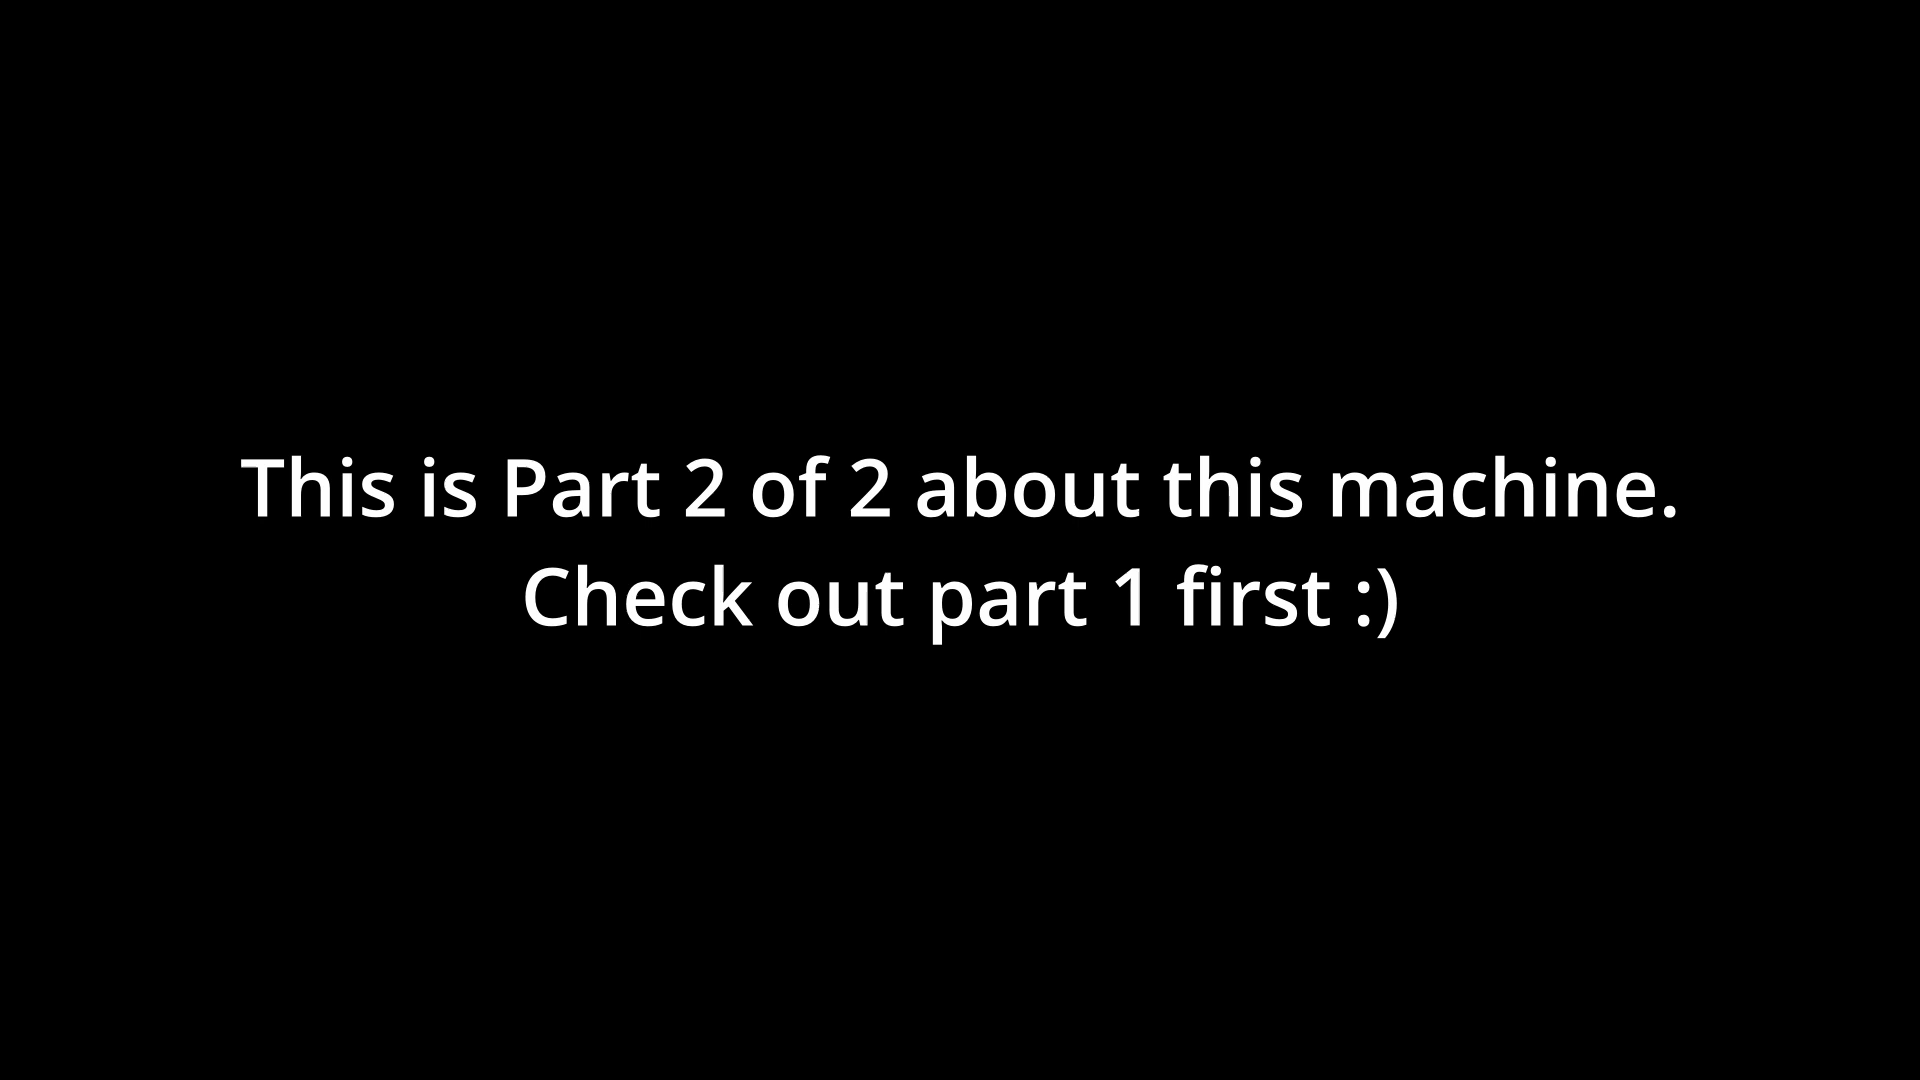 This is Part 2 of 2 about this machine.
Check out part 1 first :)